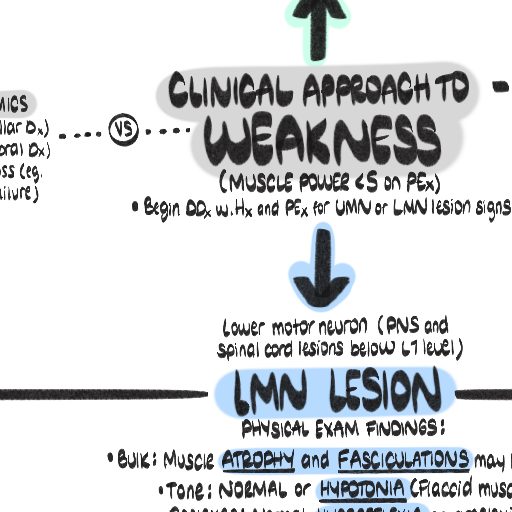 CLINICAL APPROACH TO
WEAKNESS
(MUSCLE POWER <5 on PEx)
• Begin DDx w. Hx and PEx for UMN or LMN lesion signs
MICS
llar Dx)
oral Dx)
ss (eg.
ailure)
VS
Lower motor neuron (PNS and
spinal cord lesions below L1 level)
LMN LESION
PHYSICAL EXAM FINDINGS:
• Bulk: Muscle ATROPHY and FASCICULATIONS may
• Tone: NORMAL or HYPOTONIA (Flaccid musc